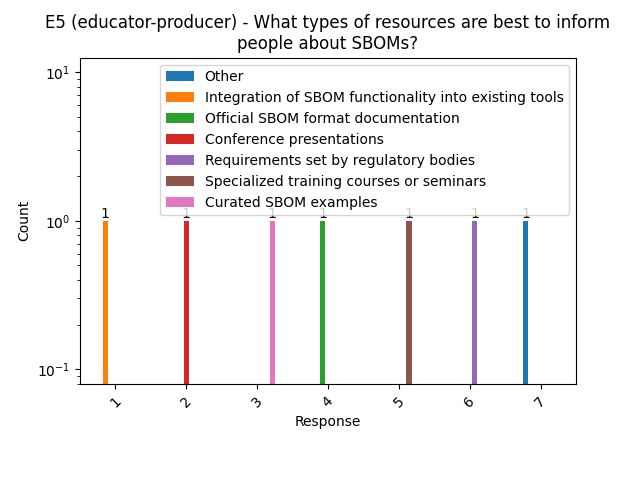 E5 (educator-producer) - What types of resources are best to inform
people about SBOMs?
10¹
10⁰
10⁻¹
Count
Other
Integration of SBOM functionality into existing tools
Official SBOM format documentation
Conference presentations
Requirements set by regulatory bodies
Specialized training courses or seminars
Curated SBOM examples
1 1 1 1 1 1 1
1 2 3 4 5 6 7
Response